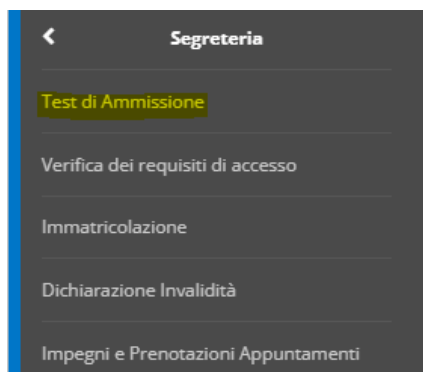 Segreteria
Test di Ammissione
Verifica dei requisiti di accesso
Immatricolazione
Dichiarazione Invalidità
Impegni e Prenotazioni Appuntamenti